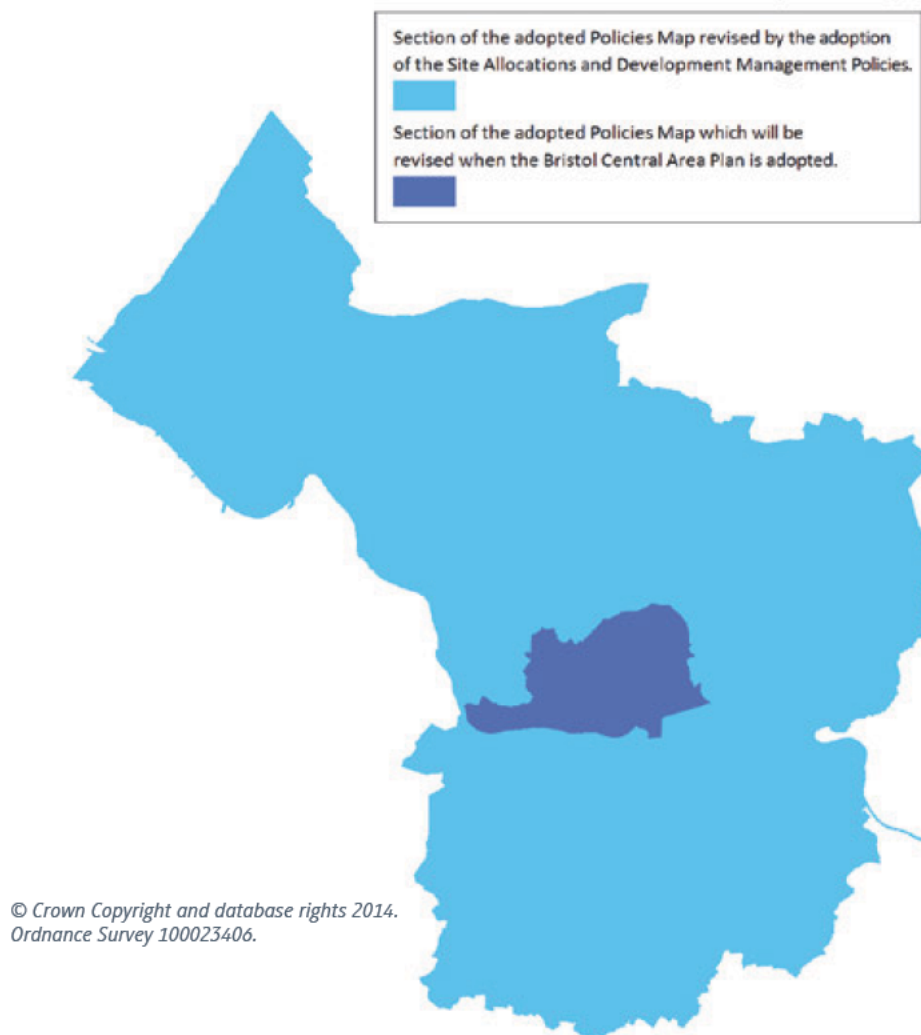 Section of the adopted Policies Map revised by the adoption
of the Site Allocations and Development Management Policies.
Section of the adopted Policies Map which will be
revised when the Bristol Central Area Plan is adopted.
© Crown Copyright and database rights 2014.
Ordnance Survey 100023406.